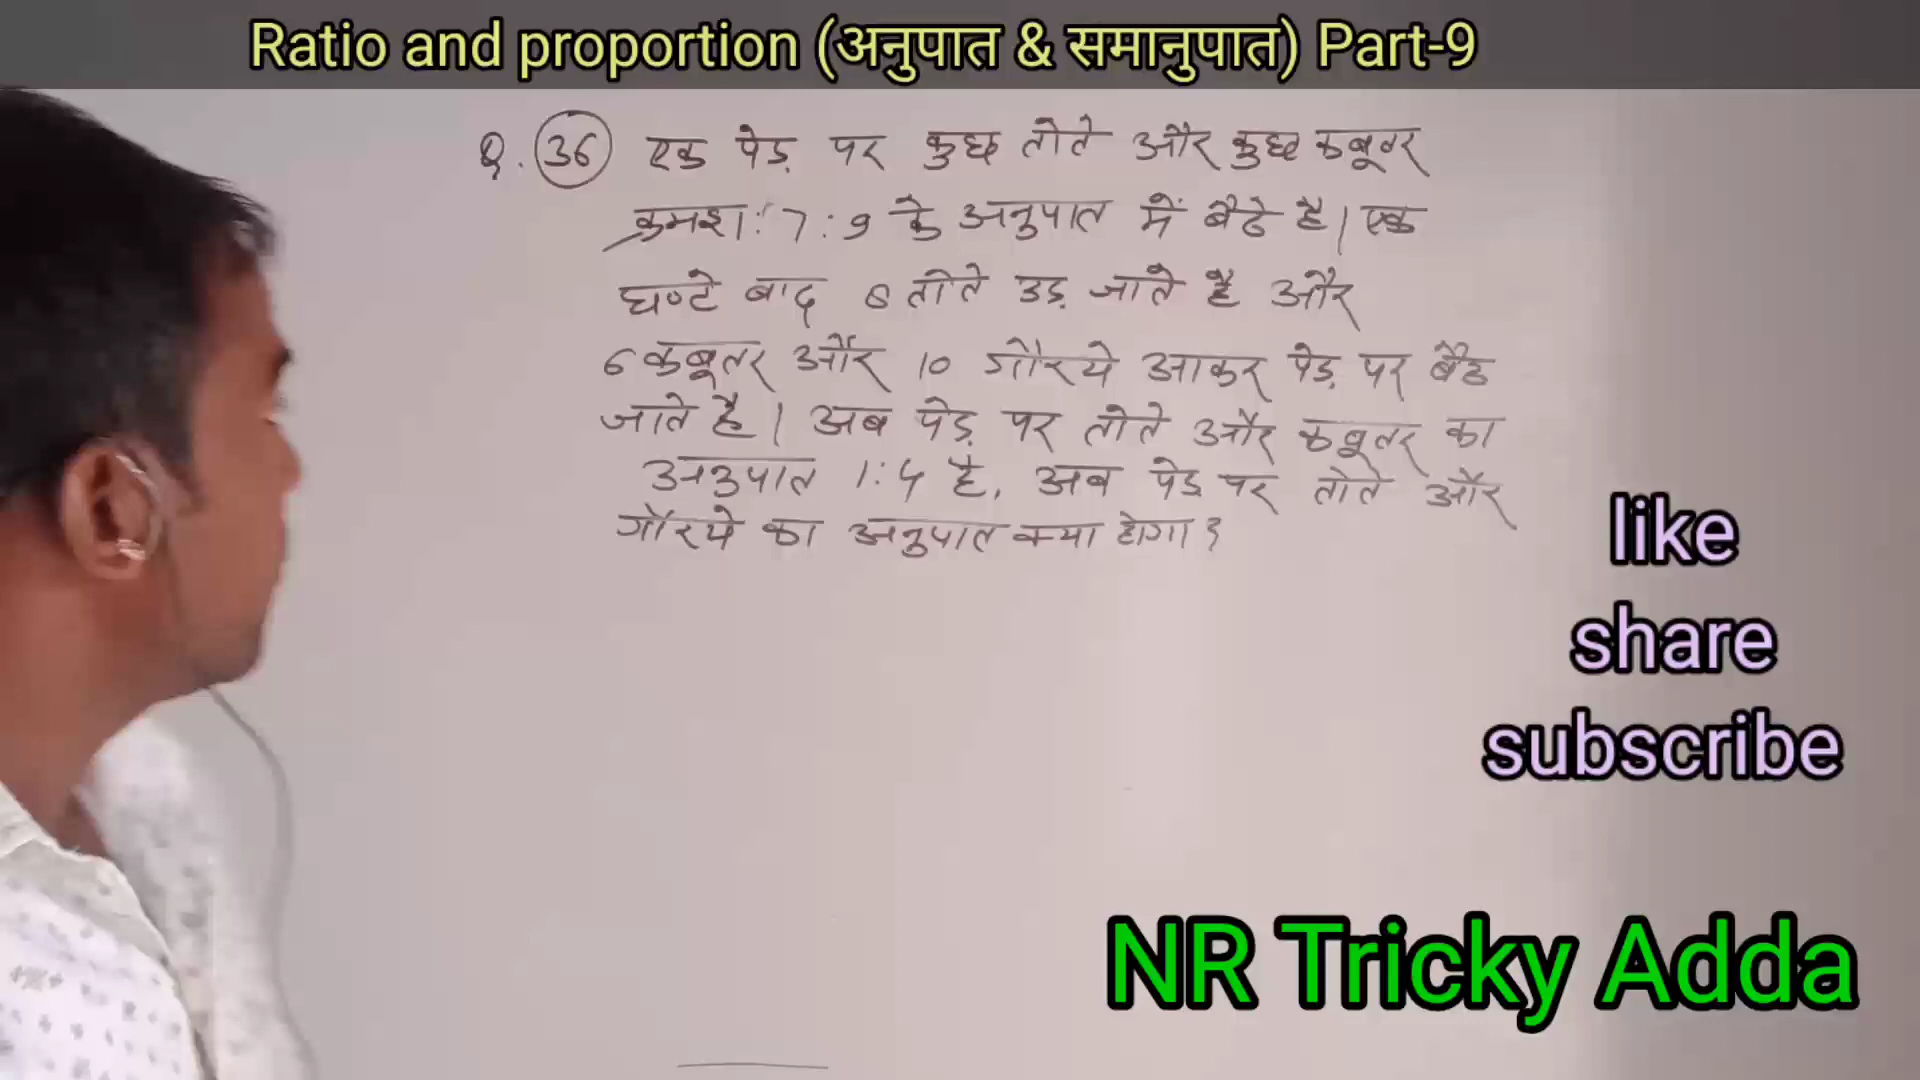 Ratio and proportion (अनुपात & समानुपात) Part-9
Q. 36 एक पेड़ पर कुछ तोते और कुछ कबूतर
क्रमशः 7:9 के अनुपात में बैठे है। एक
घण्टे बाद 8 तोते उड़ जाते है और
6 कबूतर और 10 गौरये आकर पेड़ पर बैठ
जाते है। अब पेड़ पर तोते और कबूतर का
अनुपात 1:4 है, अब पेड़ पर तोते और
गौरये का अनुपात क्या होगा?
like
share
subscribe
NR Tricky Adda